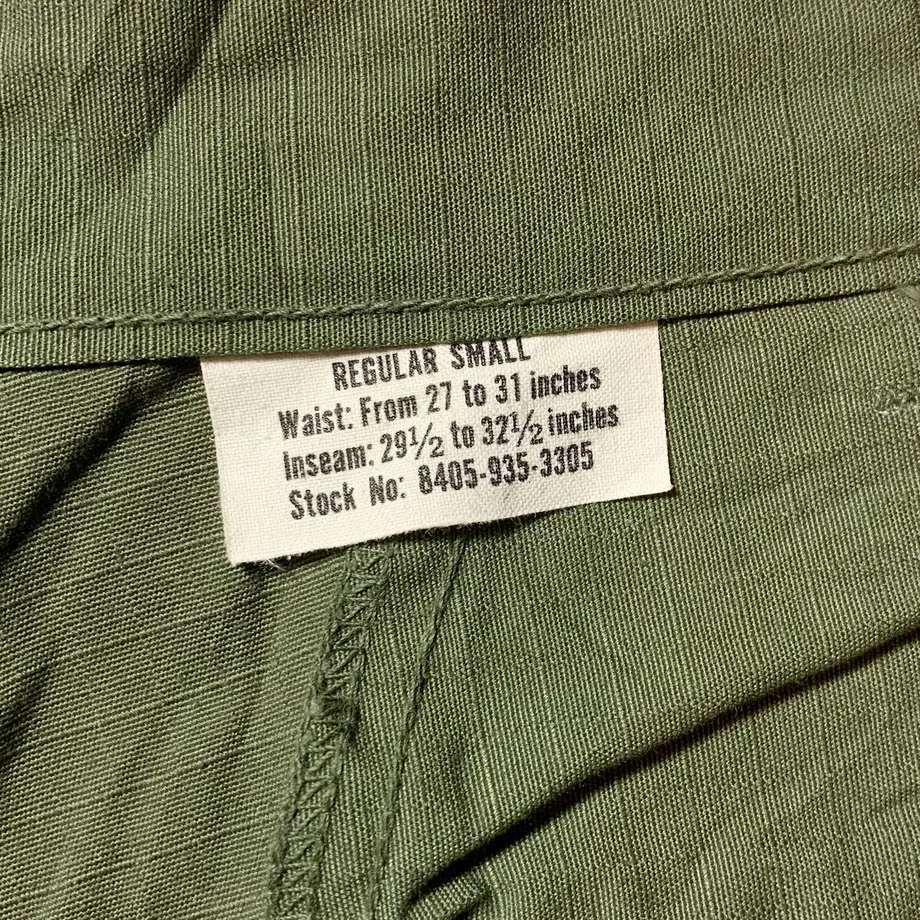 REGULAR SMALL
Waist: From 27 to 31 inches
Inseam: 29½ to 32½ inches
Stock No: 8405-935-3305